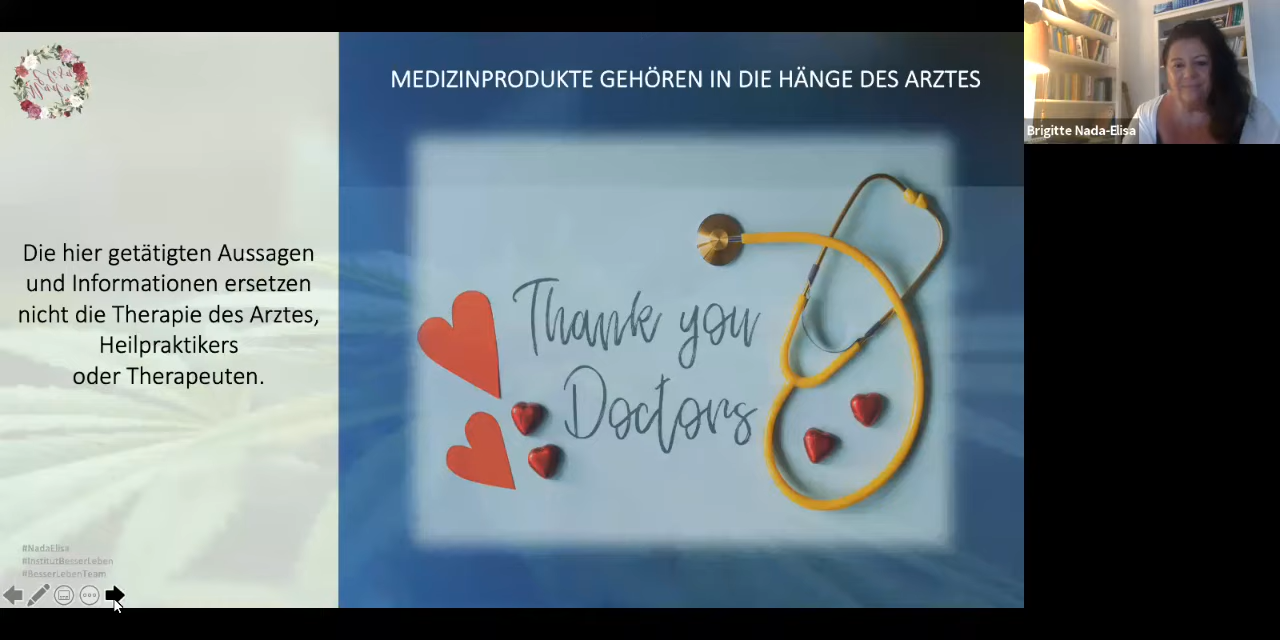 MEDIZINPRODUKTE GEHÖREN IN DIE HÄNGE DES ARZTES
Brigitte Nada-Elisa
Die hier getätigten Aussagen
und Informationen ersetzen
nicht die Therapie des Arztes,
Heilpraktikers
oder Therapeuten.
Thank you
Doctors
#NadaElisa
#InstitutBesserLeben
#BesserLebenTeam